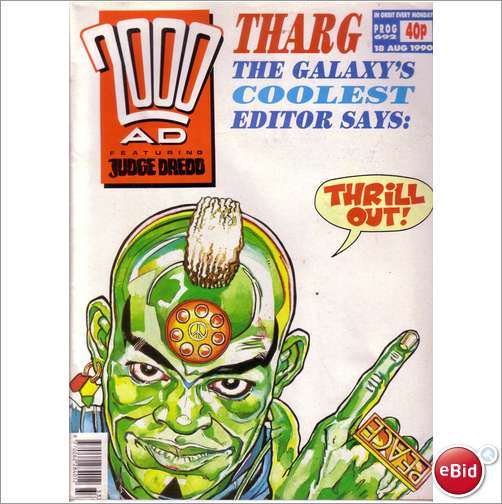 2000
AD
FEATURING
JUDGE DREDD
THARG
THE GALAXY'S
COOLEST
EDITOR SAYS:
IN ORBIT EVERY MONDAY
PROG
692
40P
18 AUG 1990
THRILL
OUT!
PEACE
eBid